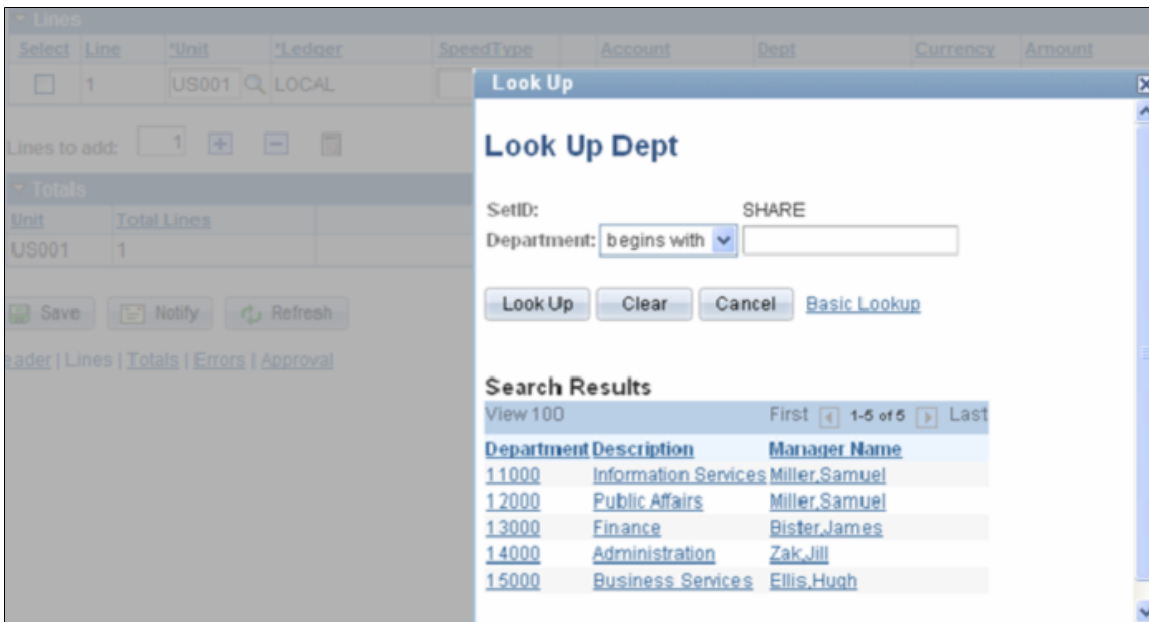 Lines
Select Line *Unit *Ledger SpeedType Account Dept Currency Amount
1 US001 LOCAL
Lines to add: 1
Totals
Unit Total Lines
US001 1
Save Notify Refresh
eader | Lines | Totals | Errors | Approval
Look Up
Look Up Dept
SetID: SHARE
Department: begins with
Look Up Clear Cancel Basic Lookup
Search Results
View 100 First 1-5 of 5 Last
Department Description Manager Name
11000 Information Services Miller,Samuel
12000 Public Affairs Miller,Samuel
13000 Finance Bister,James
14000 Administration Zak,Jill
15000 Business Services Ellis,Hugh